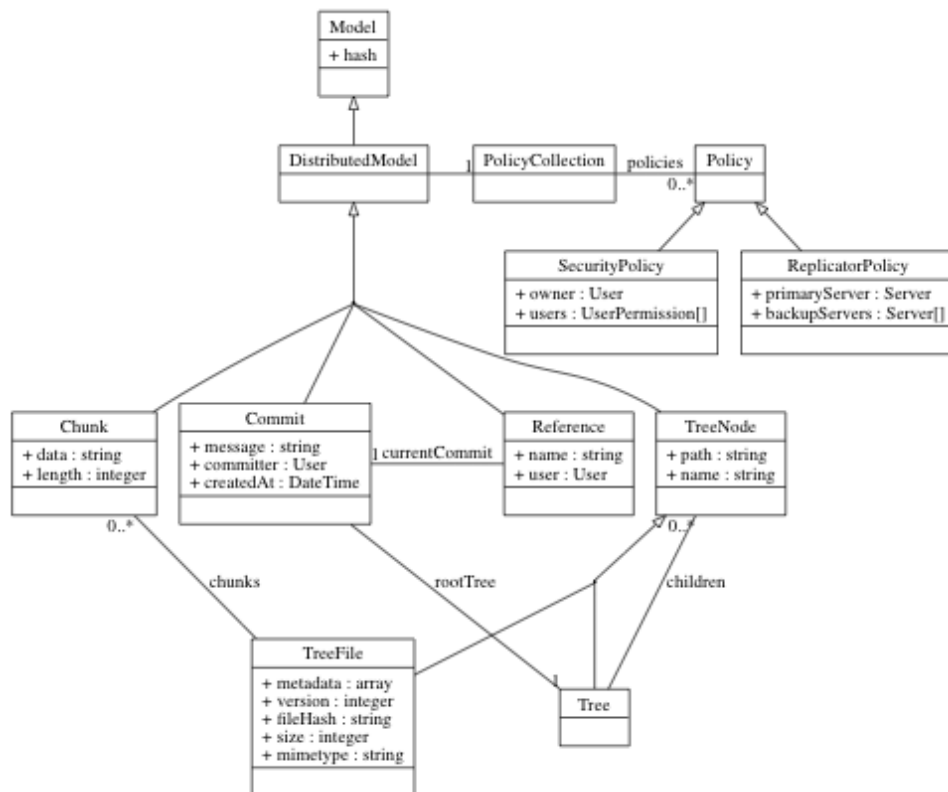 Model
+ hash
DistributedModel
1
PolicyCollection
policies
0..*
Policy
SecurityPolicy
+ owner : User
+ users : UserPermission[]
ReplicatorPolicy
+ primaryServer : Server
+ backupServers : Server[]
Chunk
+ data : string
+ length : integer
0..*
Commit
+ message : string
+ committer : User
+ createdAt : DateTime
1 currentCommit
Reference
+ name : string
+ user : User
TreeNode
+ path : string
+ name : string
0..*
chunks
rootTree
children
TreeFile
+ metadata : array
+ version : integer
+ fileHash : string
+ size : integer
+ mimetype : string
1
Tree